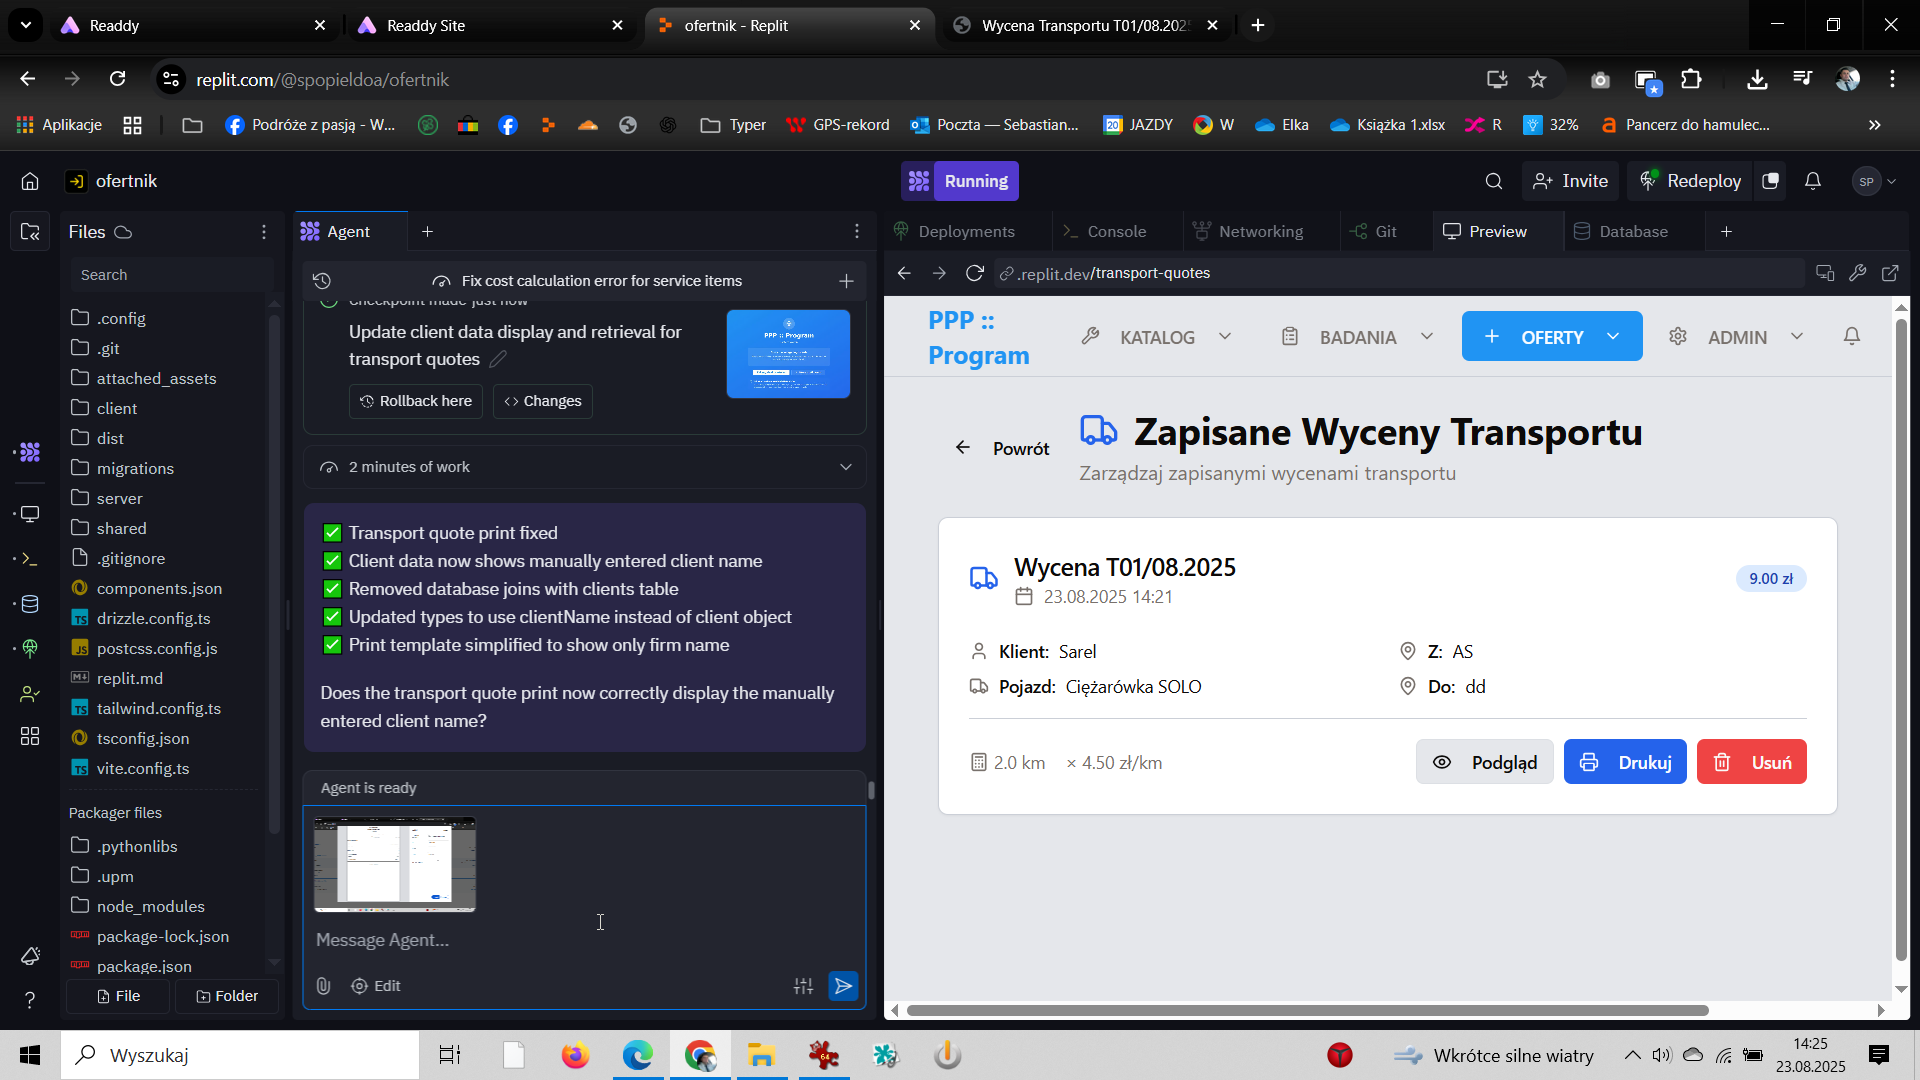 Ready
Readdy Site
ofertnik - Replit
Wycena Transportu T01/08.202
replit.com/@spopieldoa/ofertnik
Aplikacje
Podróże z pasją - W...
Typer
GPS-rekord
Poczta — Sebastian...
20
JAZDY
W
Elka
Książka 1.xlsx
R
32%
Pancerz do hamulec...
ofertnik
Running
Invite
Redeploy
SP
Files
Agent
Deployments
Console
Networking
Git
Preview
Database
Search
Fix cost calculation error for service items
.replit.dev/transport-quotes
Checkpoint made just now
Update client data display and retrieval for
transport quotes
PPP :: Program
Rollback here
Changes
2 minutes of work
✅ Transport quote print fixed
✅ Client data now shows manually entered client name
✅ Removed database joins with clients table
✅ Updated types to use clientName instead of client object
✅ Print template simplified to show only firm name
Does the transport quote print now correctly display the manually
entered client name?
Agent is ready
Message Agent...
Edit
.config
.git
attached_assets
client
dist
migrations
server
shared
.gitignore
components.json
drizzle.config.ts
postcss.config.js
replit.md
tailwind.config.ts
tsconfig.json
vite.config.ts
Packager files
.pythonlibs
.upm
node_modules
package-lock.json
package.json
File
Folder
PPP ::
Program
KATALOG
BADANIA
OFERTY
ADMIN
Powrót
Zapisane Wyceny Transportu
Zarządzaj zapisanymi wycenami transportu
Wycena T01/08.2025
23.08.2025 14:21
9.00 zł
Klient: Sarel
Z: AS
Pojazd: Ciężarówka SOLO
Do: dd
2.0 km × 4.50 zł/km
Podgląd
Drukuj
Usuń
Wyszukaj
64
Wkrótce silne wiatry
14:25
23.08.2025